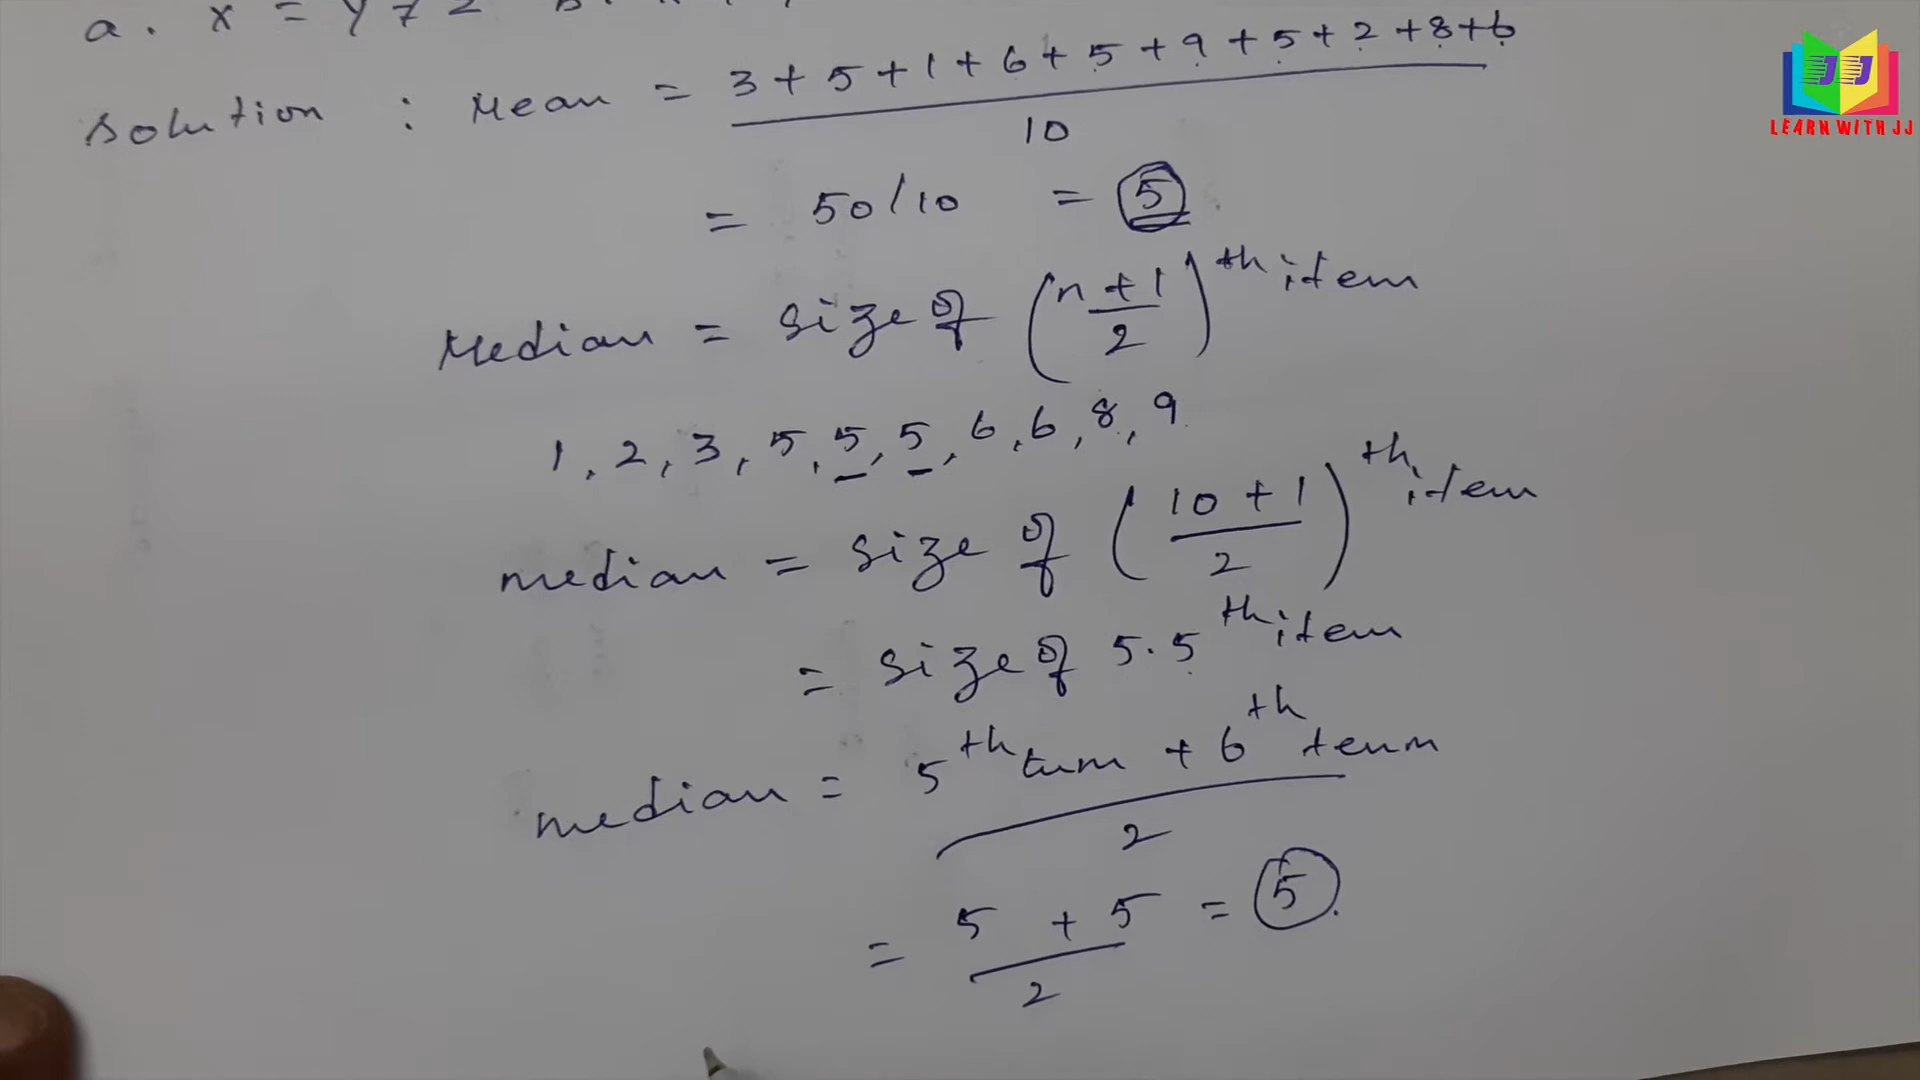 a. x = y ≠ z
solution : Mean = 3 + 5 + 1 + 6 + 5 + 9 + 5 + 2 + 8 + 6
10
= 50/10 = 5
Median = size of (n + 1 / 2)th item
1, 2, 3, 5, 5, 5, 6, 6, 8, 9
median = size of (10 + 1 / 2)th item
= size of 5.5th item
median = 5th term + 6th term
2
= 5 + 5 = 5
2
JJ
LEARN WITH JJ